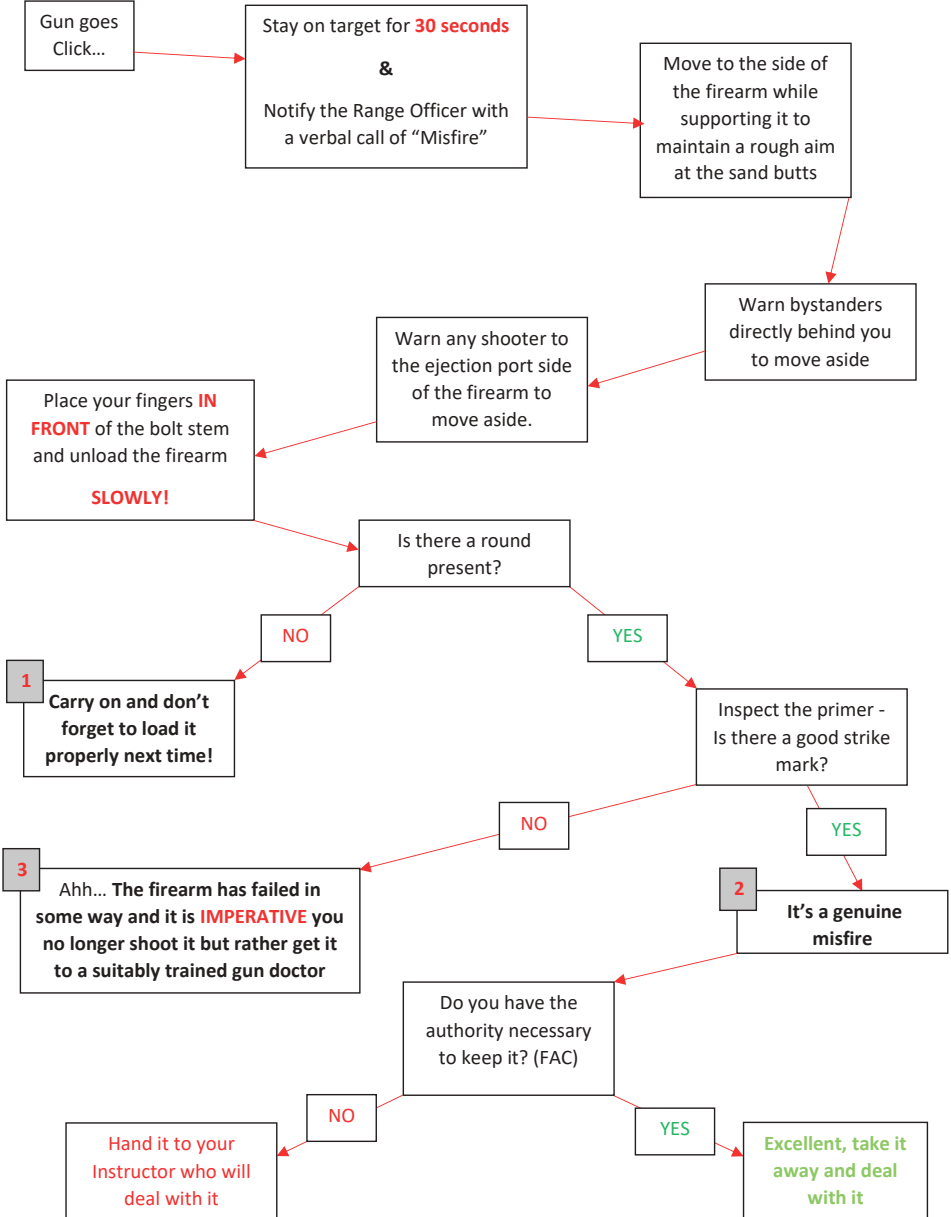 Gun goes
Click…
Stay on target for 30 seconds
&
Notify the Range Officer with
a verbal call of “Misfire”
Move to the side of
the firearm while
supporting it to
maintain a rough aim
at the sand butts
Warn bystanders
directly behind you
to move aside
Warn any shooter to
the ejection port side
of the firearm to
move aside.
Place your fingers IN
FRONT of the bolt stem
and unload the firearm
SLOWLY!
Is there a round
present?
NO
YES
1
Carry on and don’t
forget to load it
properly next time!
Inspect the primer -
Is there a good strike
mark?
NO
YES
3
Ahh… The firearm has failed in
some way and it is IMPERATIVE you
no longer shoot it but rather get it
to a suitably trained gun doctor
2
It’s a genuine
misfire
Do you have the
authority necessary
to keep it? (FAC)
NO
YES
Hand it to your
Instructor who will
deal with it
Excellent, take it
away and deal
with it